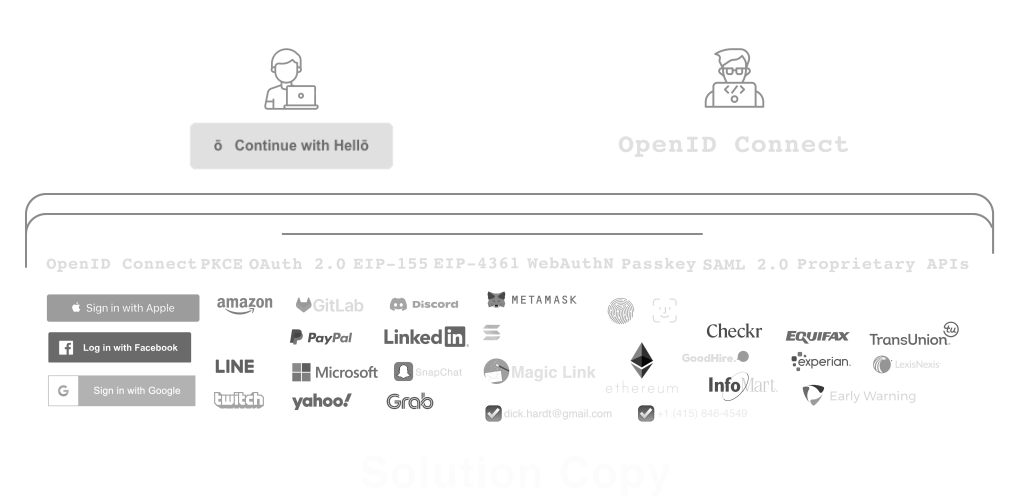 ō Continue with Hellō
OpenID Connect
OpenID Connect PKCE OAuth 2.0 EIP-155 EIP-4361 WebAuthN Passkey SAML 2.0 Proprietary APIs
Sign in with Apple
amazon
GitLab
Discord
METAMASK
Log in with Facebook
PayPal
Linked in
Checkr
EQUIFAX
TransUnion tu
LINE
Microsoft
SnapChat
Magic Link
ethereum
GoodHire.
experian.
LexisNexis
G Sign in with Google
twitch
yahoo!
Grab
InfoMart.
Early Warning
dick.hardt@gmail.com
+1 (415) 846-4549
Solution Copy